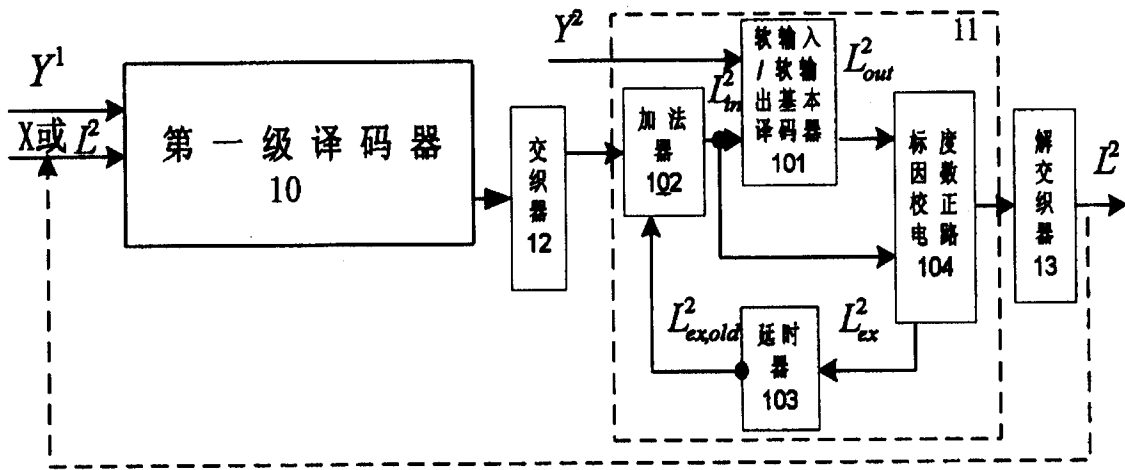 Y¹
X或 L²
第一级译码器
10
交织器
12
Y²
11
加法器
102
L²in
软输入
/软输
出基本
译码器
101
L²out
标度
因数
校正
电路
104
解交织器
13
L²
L²ex,old
延时器
103
L²ex